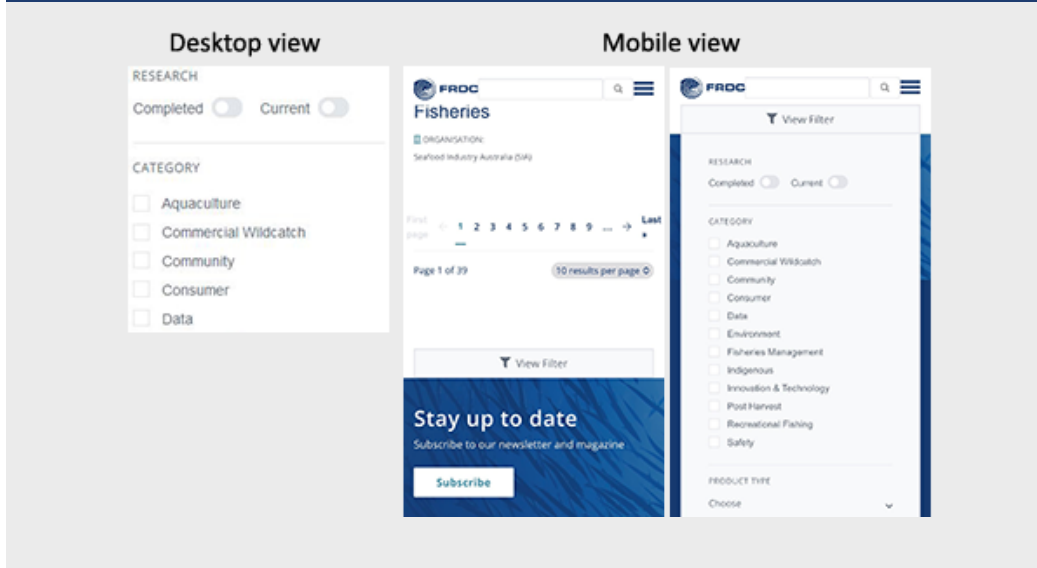 Desktop view
Mobile view
RESEARCH
Completed Current
CATEGORY
Aquaculture
Commercial Wildcatch
Community
Consumer
Data
FRDC
Fisheries
ORGANISATION:
Seafood Industry Australia (SIA)
First page ← 1 2 3 4 5 6 7 8 9 ... → Last
Page 1 of 39 10 results per page
View Filter
Stay up to date
Subscribe to our newsletter and magazine
Subscribe
FRDC
View Filter
RESEARCH
Completed Current
CATEGORY
Aquaculture
Commercial Wildcatch
Community
Consumer
Data
Environment
Fisheries Management
Indigenous
Innovation & Technology
Post Harvest
Recreational Fishing
Safety
PRODUCT TYPE
Choose